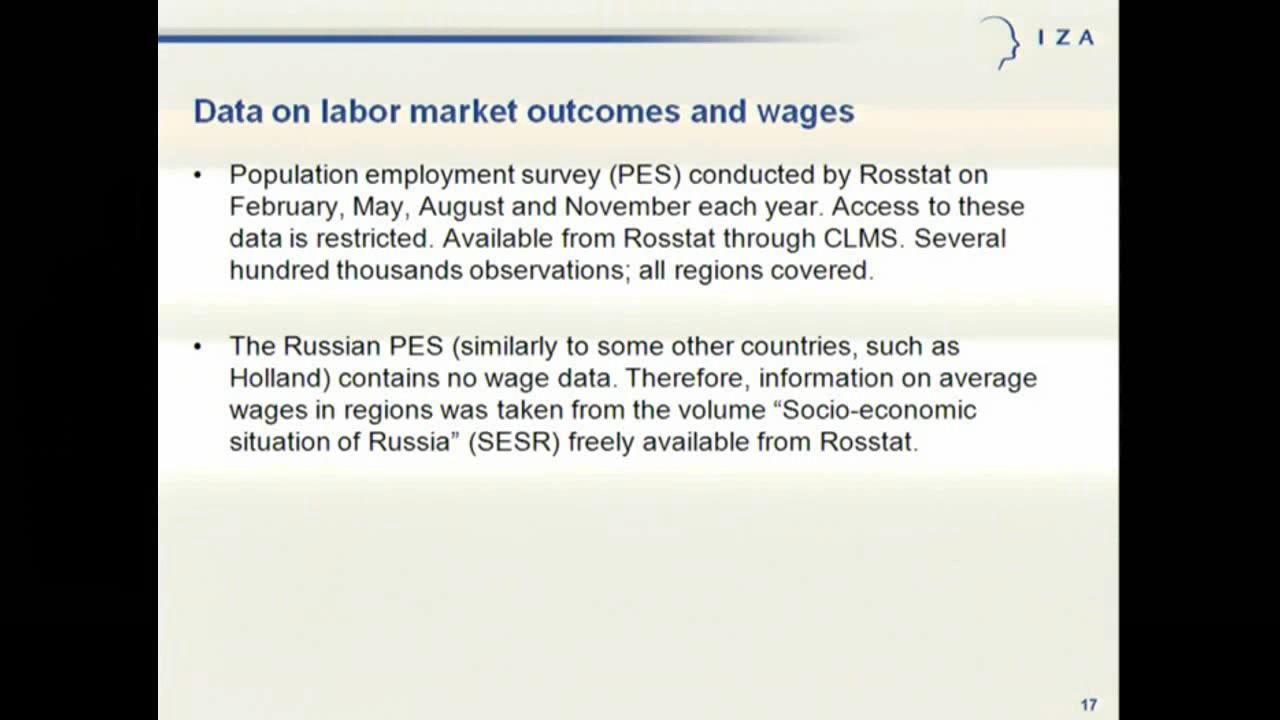 I Z A
Data on labor market outcomes and wages
• Population employment survey (PES) conducted by Rosstat on
February, May, August and November each year. Access to these
data is restricted. Available from Rosstat through CLMS. Several
hundred thousands observations; all regions covered.
• The Russian PES (similarly to some other countries, such as
Holland) contains no wage data. Therefore, information on average
wages in regions was taken from the volume “Socio-economic
situation of Russia” (SESR) freely available from Rosstat.
17